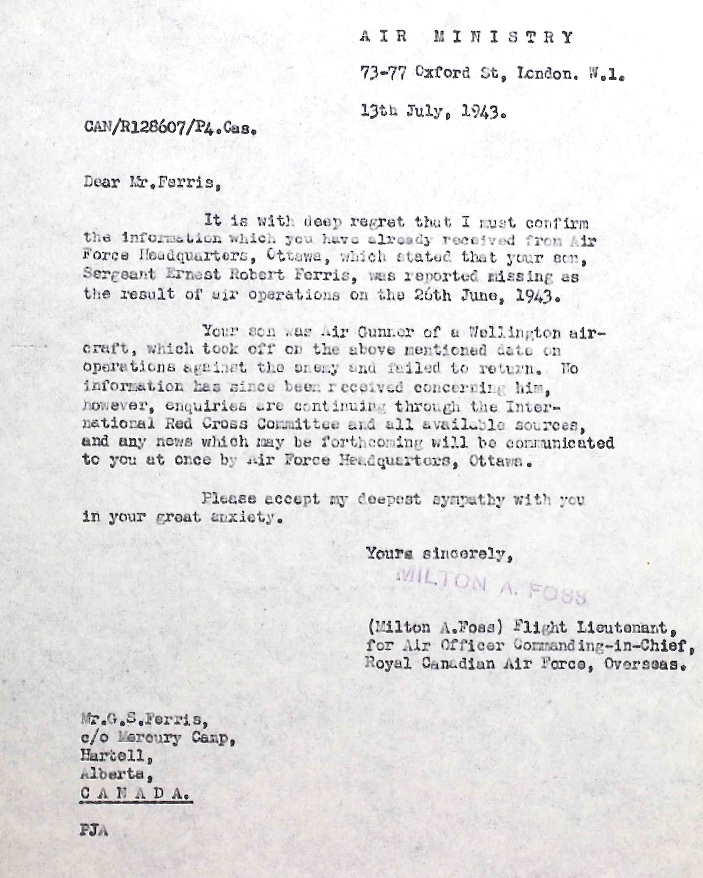 AIR MINISTRY
73-77 Oxford St, London. W.1.
13th July, 1943.
CAN/R128607/P4.Cas.
Dear Mr.Ferris,
It is with deep regret that I must confirm
the information which you have already received from Air
Force Headquarters, Ottawa, which stated that your son,
Sergeant Ernest Robert Ferris, was reported missing as
the result of air operations on the 26th June, 1943.
Your son was Air Gunner of a Wellington air-
craft, which took off on the above mentioned date on
operations against the enemy and failed to return. No
information has since been received concerning him,
however, enquiries are continuing through the Inter-
national Red Cross Committee and all available sources,
and any news which may be forthcoming will be communicated
to you at once by Air Force Headquarters, Ottawa.
Please accept my deepest sympathy with you
in your great anxiety.
Yours sincerely,
MILTON A. FOSS
(Milton A.Foss) Flight Lieutenant,
for Air Officer Commanding-in-Chief,
Royal Canadian Air Force, Overseas.
Mr.G.S.Ferris,
c/o Mercury Camp,
Hartell,
Alberta,
CANADA.
PJA